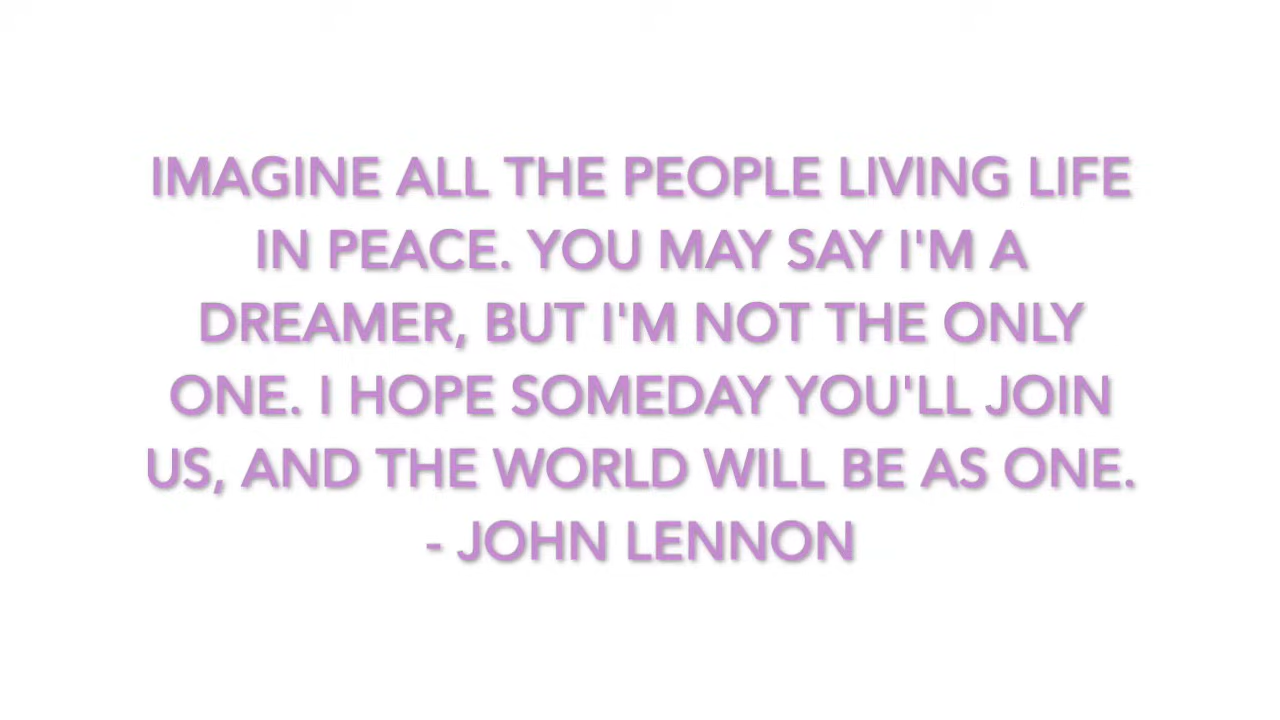 IMAGINE ALL THE PEOPLE LIVING LIFE
IN PEACE. YOU MAY SAY I'M A
DREAMER, BUT I'M NOT THE ONLY
ONE. I HOPE SOMEDAY YOU'LL JOIN
US, AND THE WORLD WILL BE AS ONE.
- JOHN LENNON